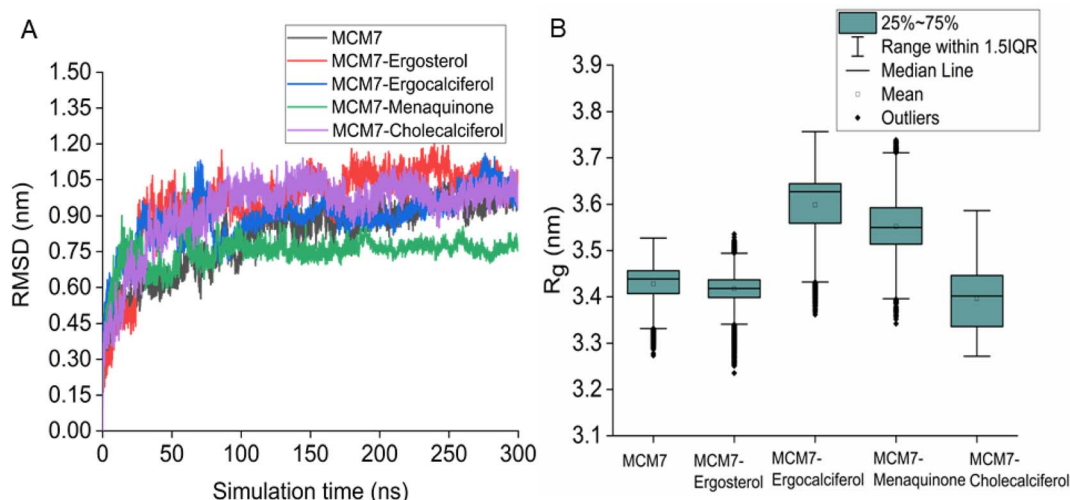 A
MCM7
MCM7-Ergosterol
MCM7-Ergocalciferol
MCM7-Menaquinone
MCM7-Cholecalciferol
1.50
1.35
1.20
1.05
0.90
0.75
0.60
0.45
0.30
0.15
0.00
RMSD (nm)
0 50 100 150 200 250 300
Simulation time (ns)
B
25%~75%
Range within 1.5IQR
Median Line
Mean
Outliers
3.9
3.8
3.7
3.6
3.5
3.4
3.3
3.2
3.1
Rg (nm)
MCM7 MCM7- MCM7- MCM7- MCM7-
Ergosterol Ergocalciferol Menaquinone Cholecalciferol